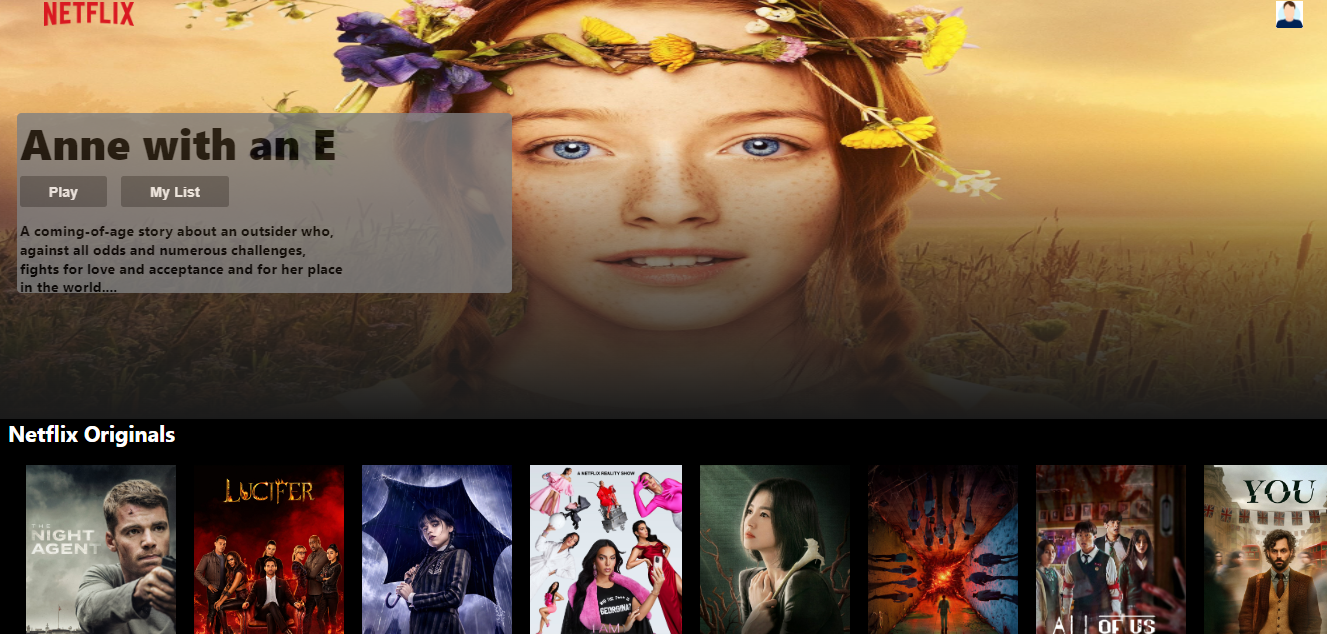 NETFLIX
Anne with an E
Play
My List
A coming-of-age story about an outsider who,
against all odds and numerous challenges,
fights for love and acceptance and for her place
in the world....
Netflix Originals
THE
NIGHT
AGENT
LUCIFER
A NETFLIX REALITY SHOW
GEORGINA
I AM
ALL OF US
YOU